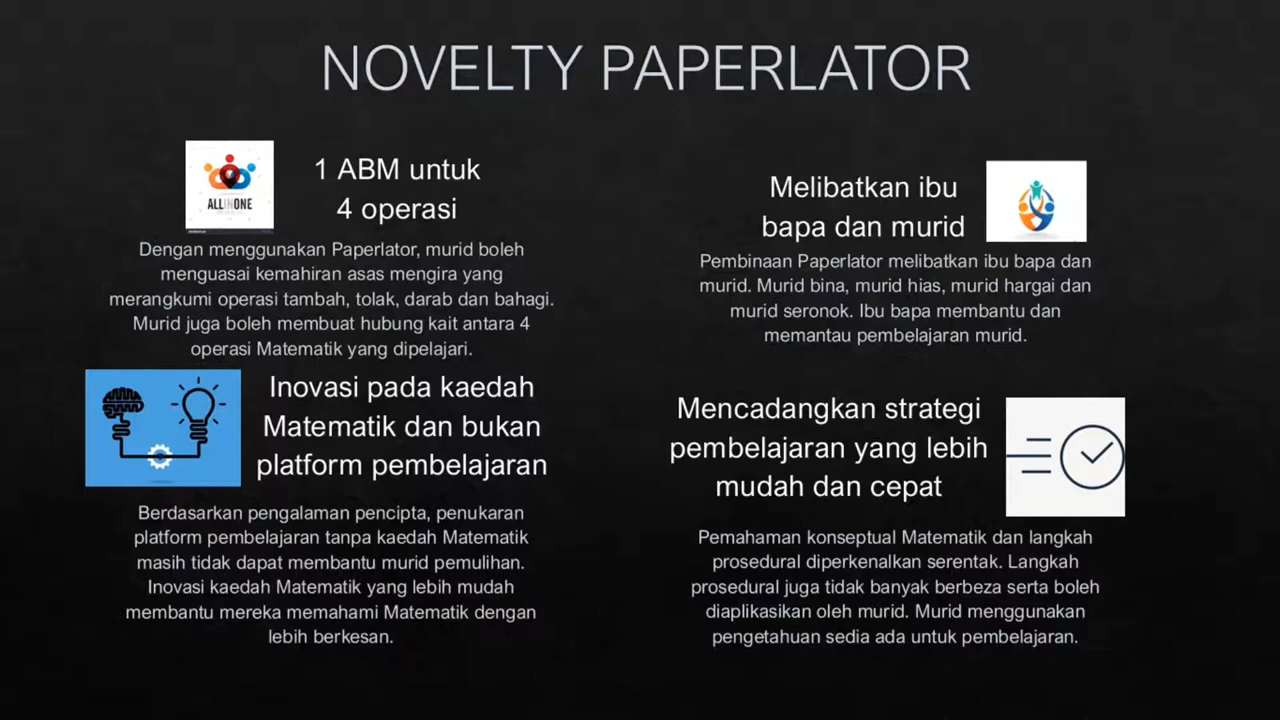 NOVELTY PAPERLATOR
ALLINONE
1 ABM untuk
4 operasi
Dengan menggunakan Paperlator, murid boleh
menguasai kemahiran asas mengira yang
merangkumi operasi tambah, tolak, darab dan bahagi.
Murid juga boleh membuat hubung kait antara 4
operasi Matematik yang dipelajari.
Melibatkan ibu
bapa dan murid
Pembinaan Paperlator melibatkan ibu bapa dan
murid. Murid bina, murid hias, murid hargai dan
murid seronok. Ibu bapa membantu dan
memantau pembelajaran murid.
Inovasi pada kaedah
Matematik dan bukan
platform pembelajaran
Berdasarkan pengalaman pencipta, penukaran
platform pembelajaran tanpa kaedah Matematik
masih tidak dapat membantu murid pemulihan.
Inovasi kaedah Matematik yang lebih mudah
membantu mereka memahami Matematik dengan
lebih berkesan.
Mencadangkan strategi
pembelajaran yang lebih
mudah dan cepat
Pemahaman konseptual Matematik dan langkah
prosedural diperkenalkan serentak. Langkah
prosedural juga tidak banyak berbeza serta boleh
diaplikasikan oleh murid. Murid menggunakan
pengetahuan sedia ada untuk pembelajaran.